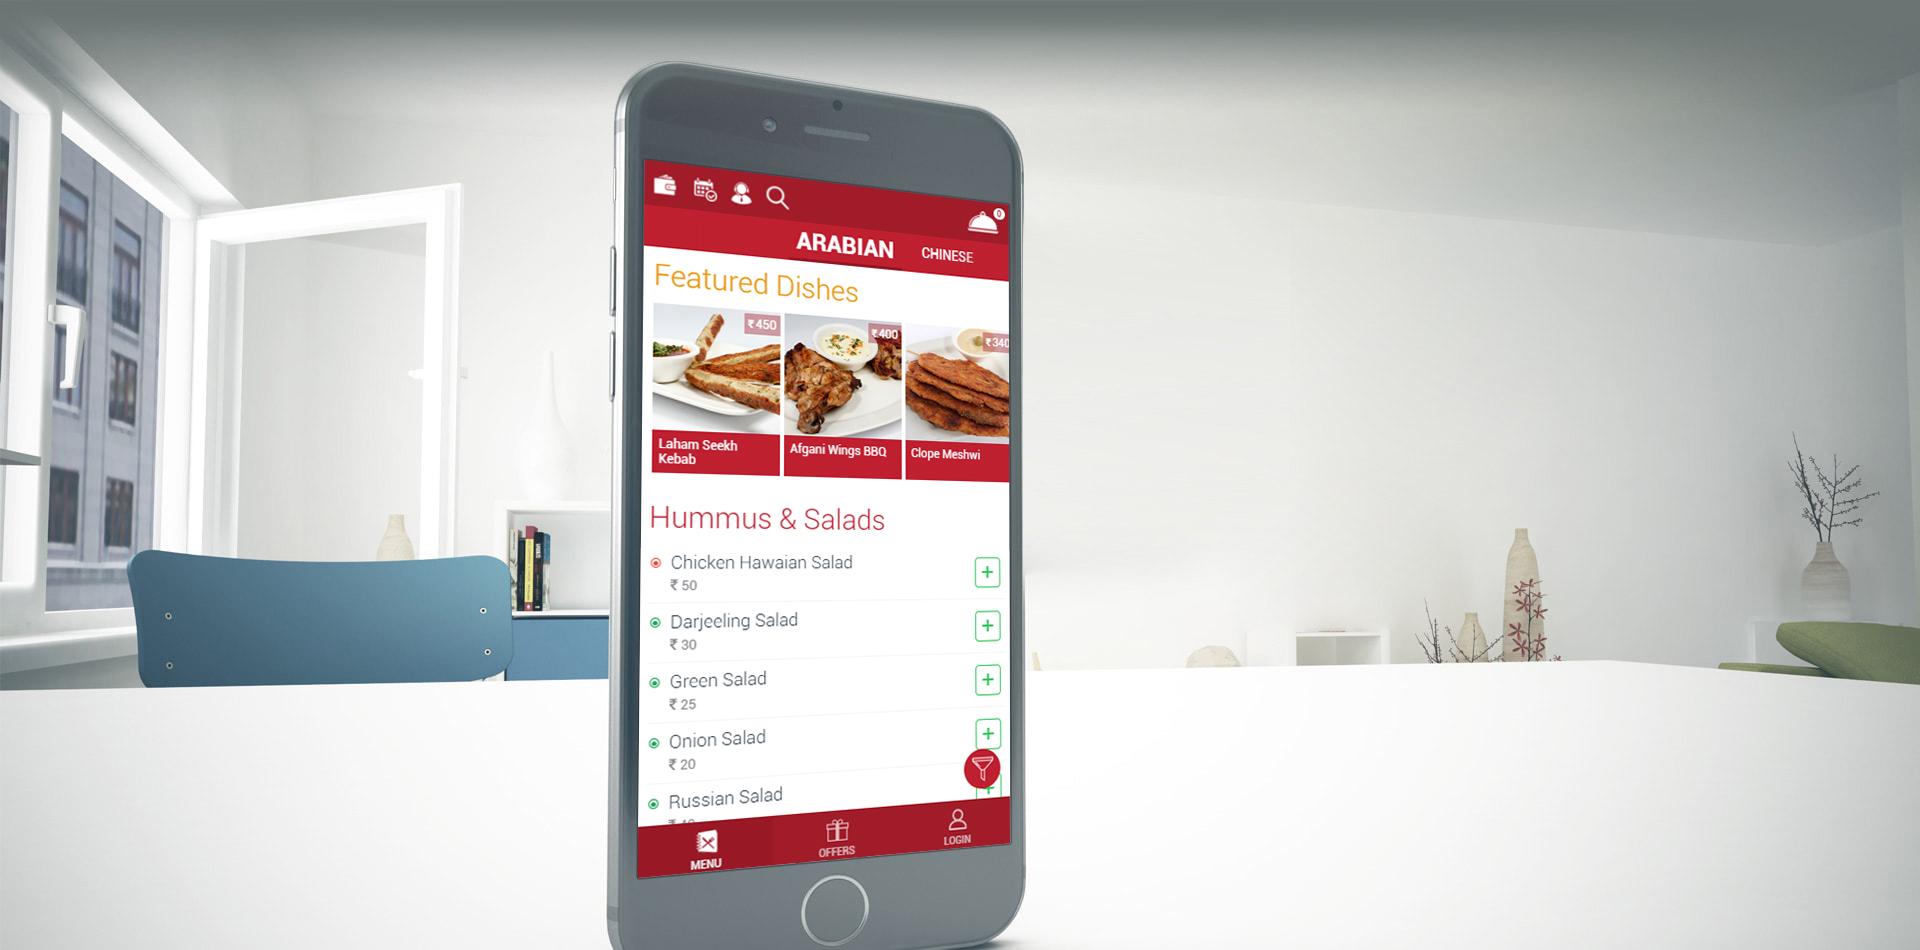 0
ARABIAN CHINESE
Featured Dishes
₹ 450
₹ 400
₹ 340
Laham Seekh
Kebab
Afgani Wings BBQ
Clope Meshwi
Hummus & Salads
Chicken Hawaian Salad
₹ 50
Darjeeling Salad
₹ 30
Green Salad
₹ 25
Onion Salad
₹ 20
Russian Salad
MENU
OFFERS
LOGIN